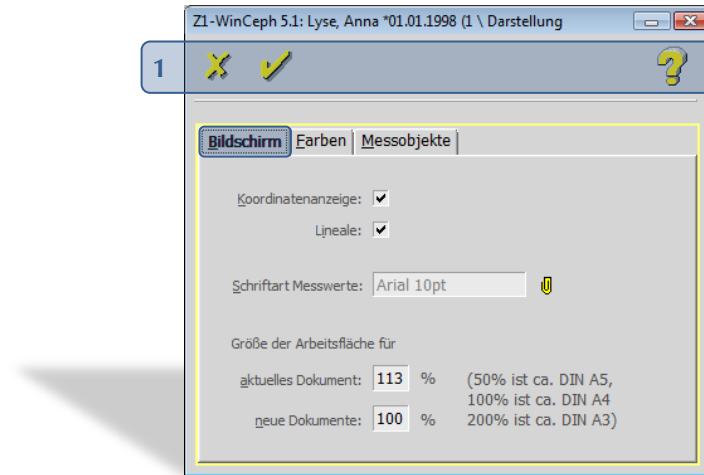 Z1-WinCeph 5.1: Lyse, Anna *01.01.1998 (1 \ Darstellung
1
Bildschirm Farben Messobjekte
Koordinatenanzeige:
Lineale:
Schriftart Messwerte: Arial 10pt
Größe der Arbeitsfläche für
aktuelles Dokument: 113 % (50% ist ca. DIN A5,
100% ist ca. DIN A4
neue Dokumente: 100 % 200% ist ca. DIN A3)